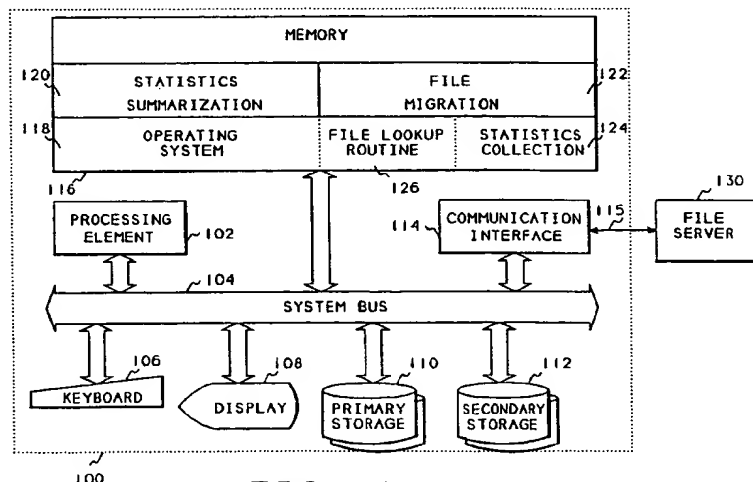 MEMORY
120
STATISTICS
SUMMARIZATION
FILE
MIGRATION
122
118
OPERATING
SYSTEM
FILE LOOKUP
ROUTINE
STATISTICS
COLLECTION
124
116
126
PROCESSING
ELEMENT
102
114
COMMUNICATION
INTERFACE
115
130
FILE
SERVER
104
SYSTEM BUS
106
KEYBOARD
108
DISPLAY
110
PRIMARY
STORAGE
112
SECONDARY
STORAGE
100